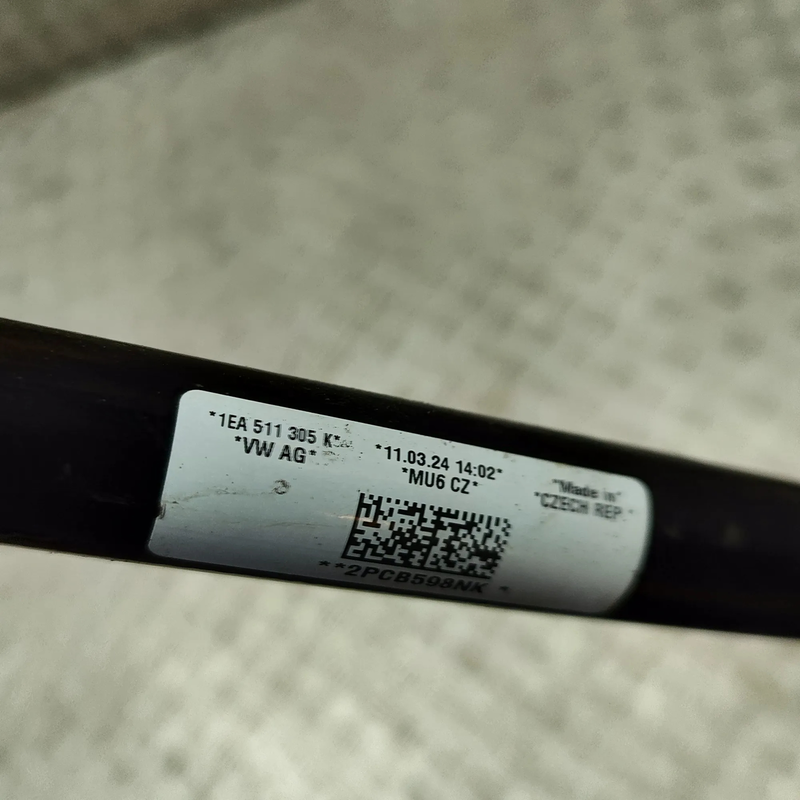 *1EA 511 305 K*
*VW AG*
*11.03.24 14:02*
*MU6 CZ*
"Made in"
*CZECH REP.*
**2PCB598NK *